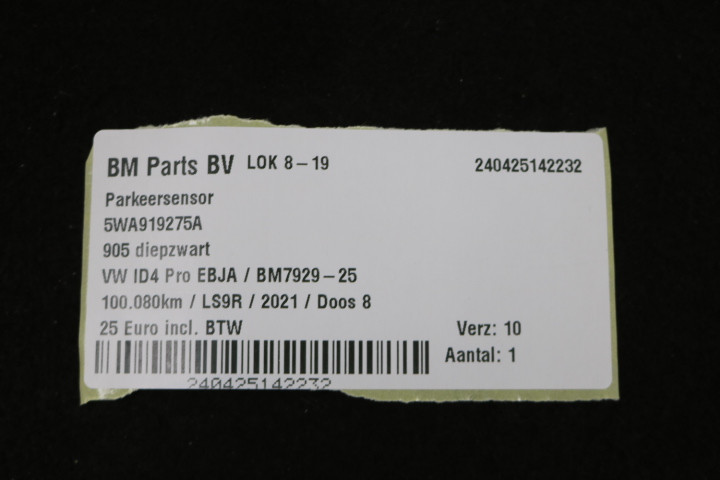 BM Parts BV LOK 8-19 240425142232
Parkeersensor
5WA919275A
905 diepzwart
VW ID4 Pro EBJA / BM7929-25
100.080km / LS9R / 2021 / Doos 8
25 Euro incl. BTW Verz: 10
Aantal: 1
240425142232